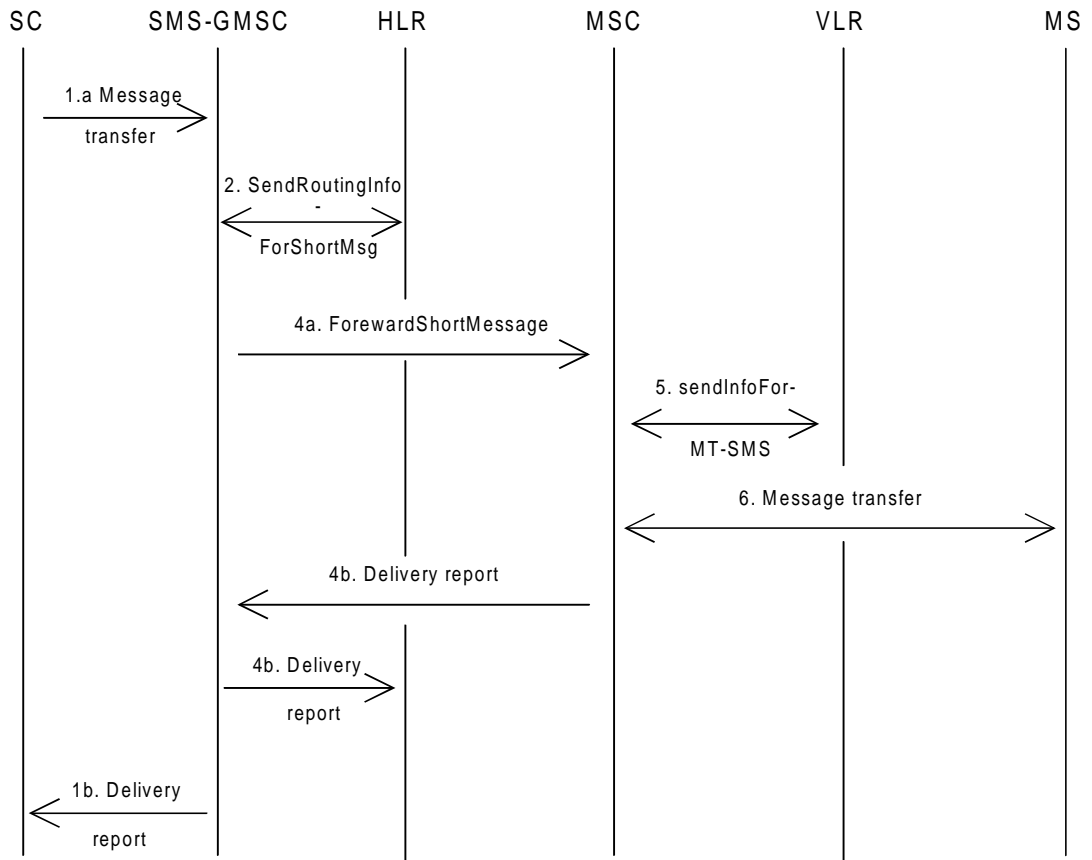 SC SMS-GMSC HLR MSC VLR MS
1.a Message
transfer
2. SendRoutingInfo
-
ForShortMsg
4a. ForewardShortMessage
5. sendInfoFor-
MT-SMS
6. Message transfer
4b. Delivery report
4b. Delivery
report
1b. Delivery
report